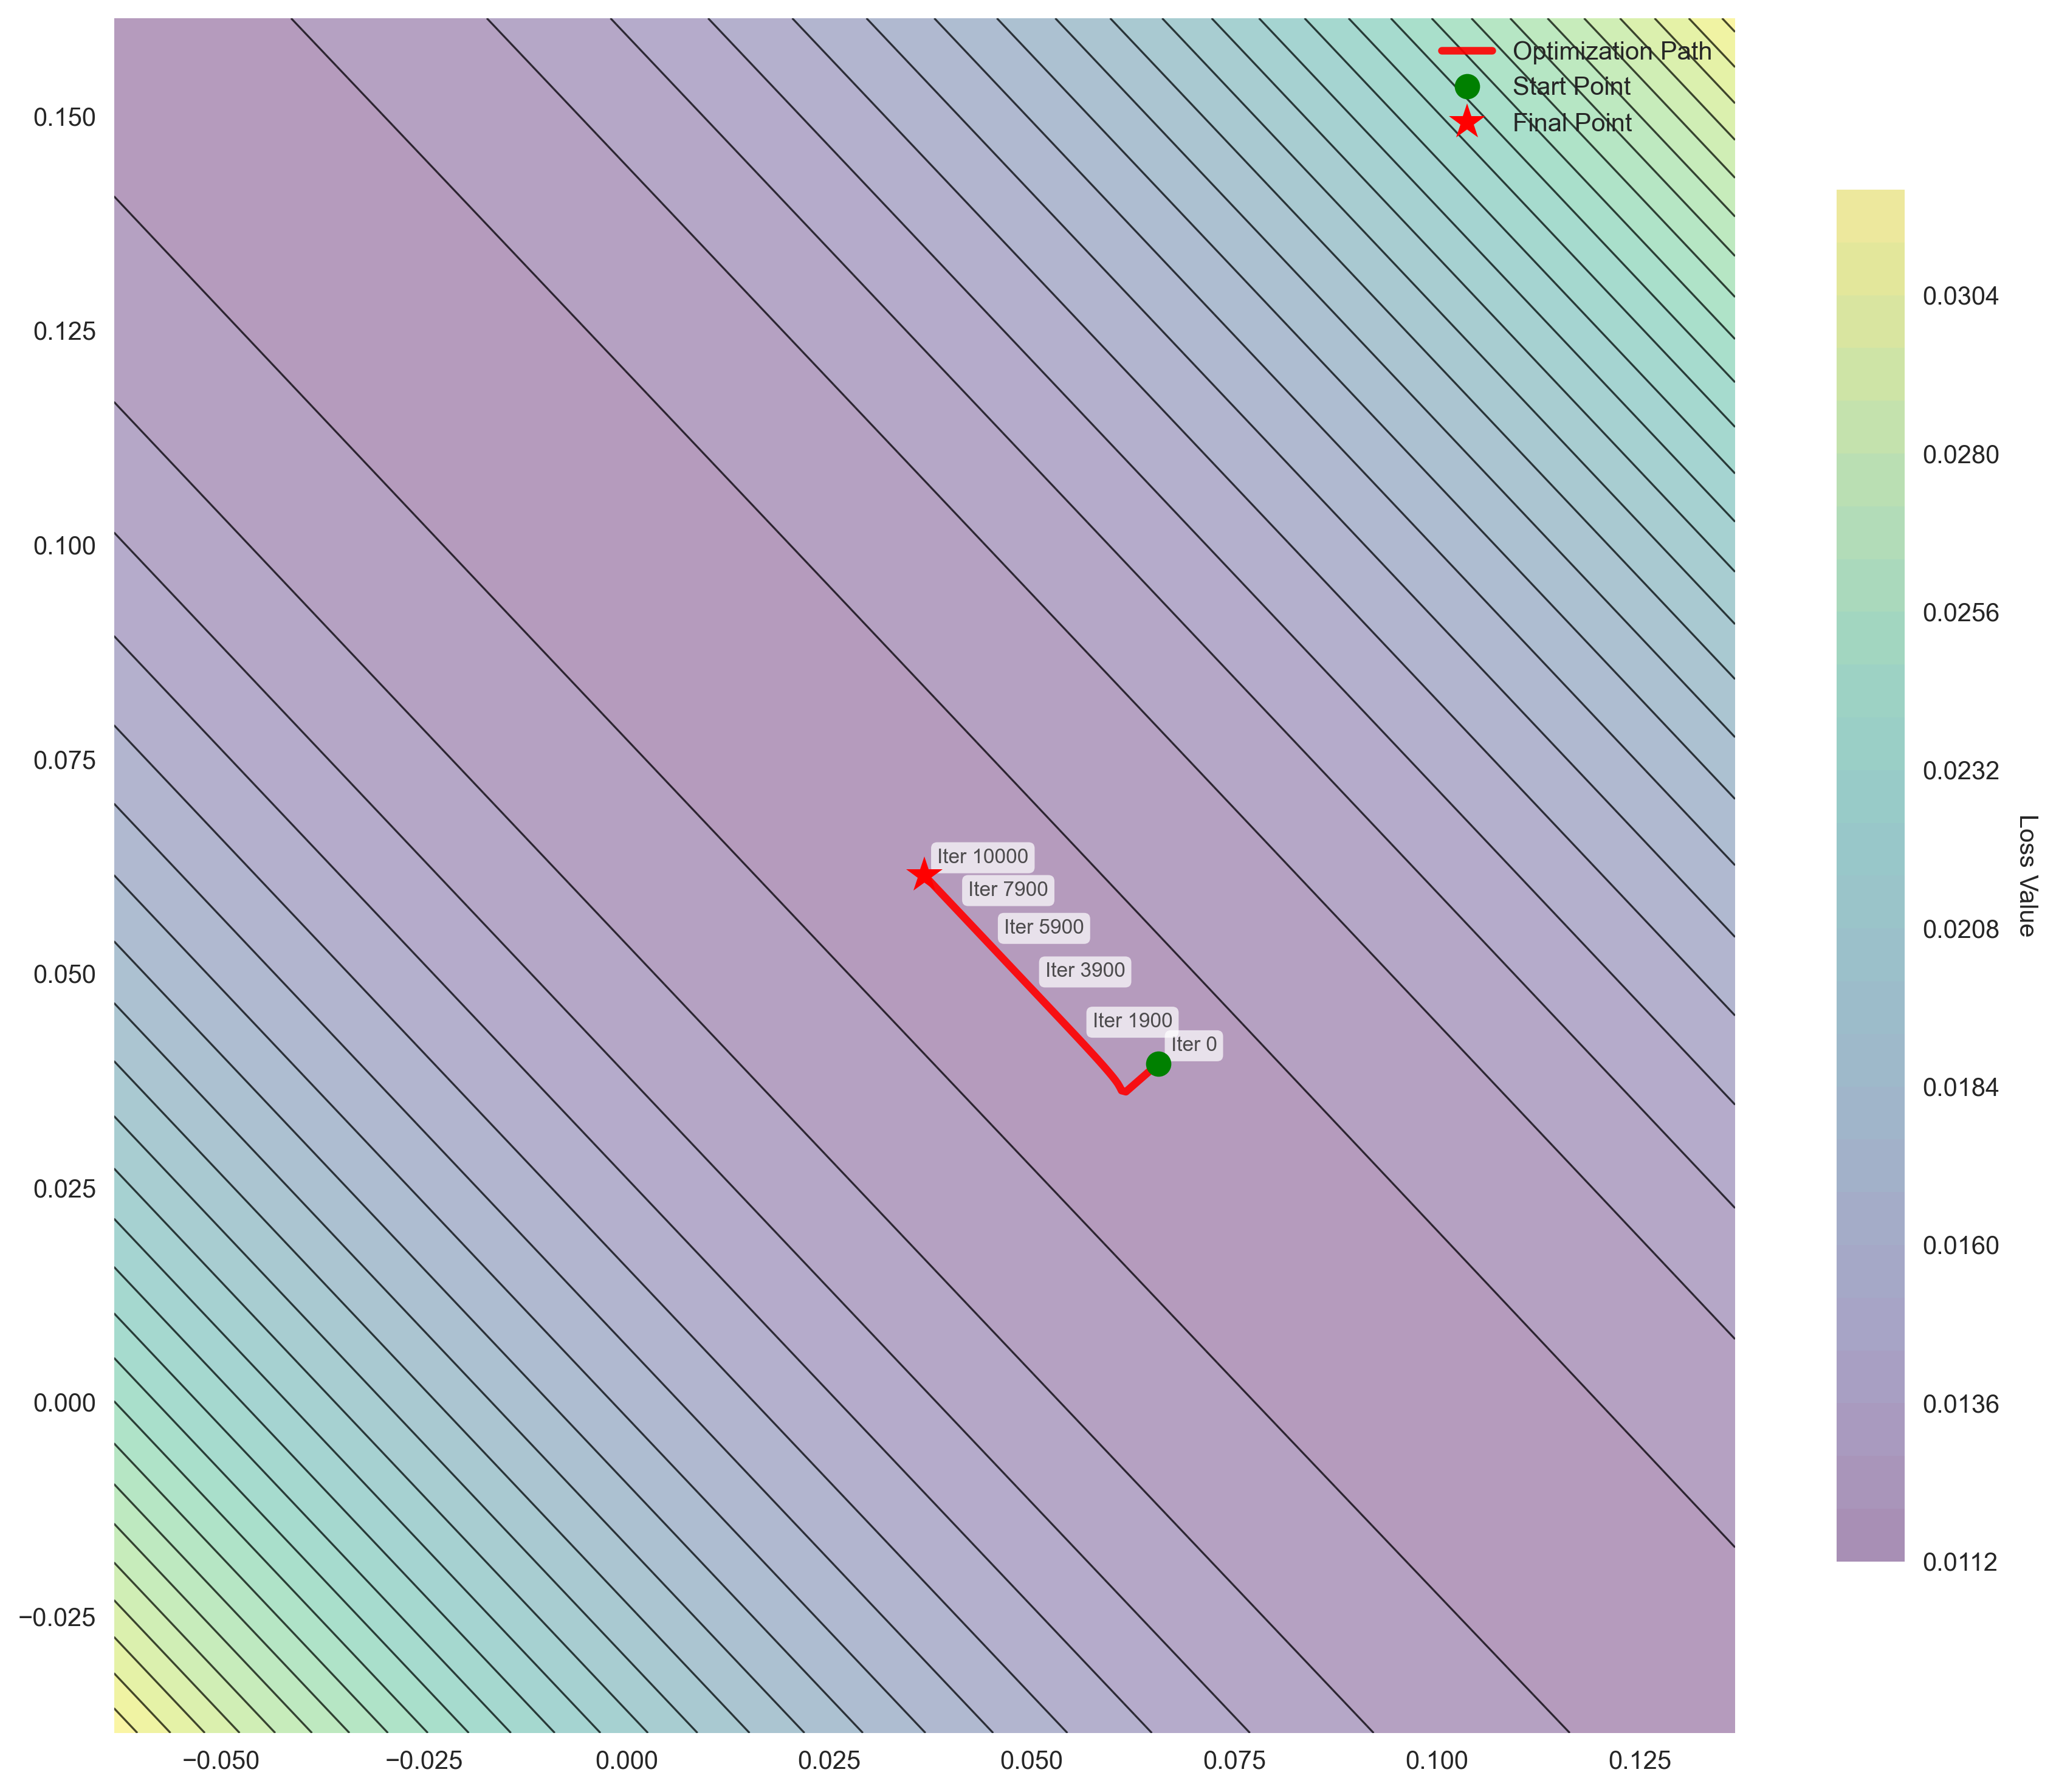 Optimization Path
Start Point
Final Point
0.150
0.125
0.100
0.075
0.050
0.025
0.000
−0.025
Iter 10000
Iter 7900
Iter 5900
Iter 3900
Iter 1900
Iter 0
−0.050
−0.025
0.000
0.025
0.050
0.075
0.100
0.125
0.0304
0.0280
0.0256
0.0232
0.0208
0.0184
0.0160
0.0136
0.0112
Loss Value